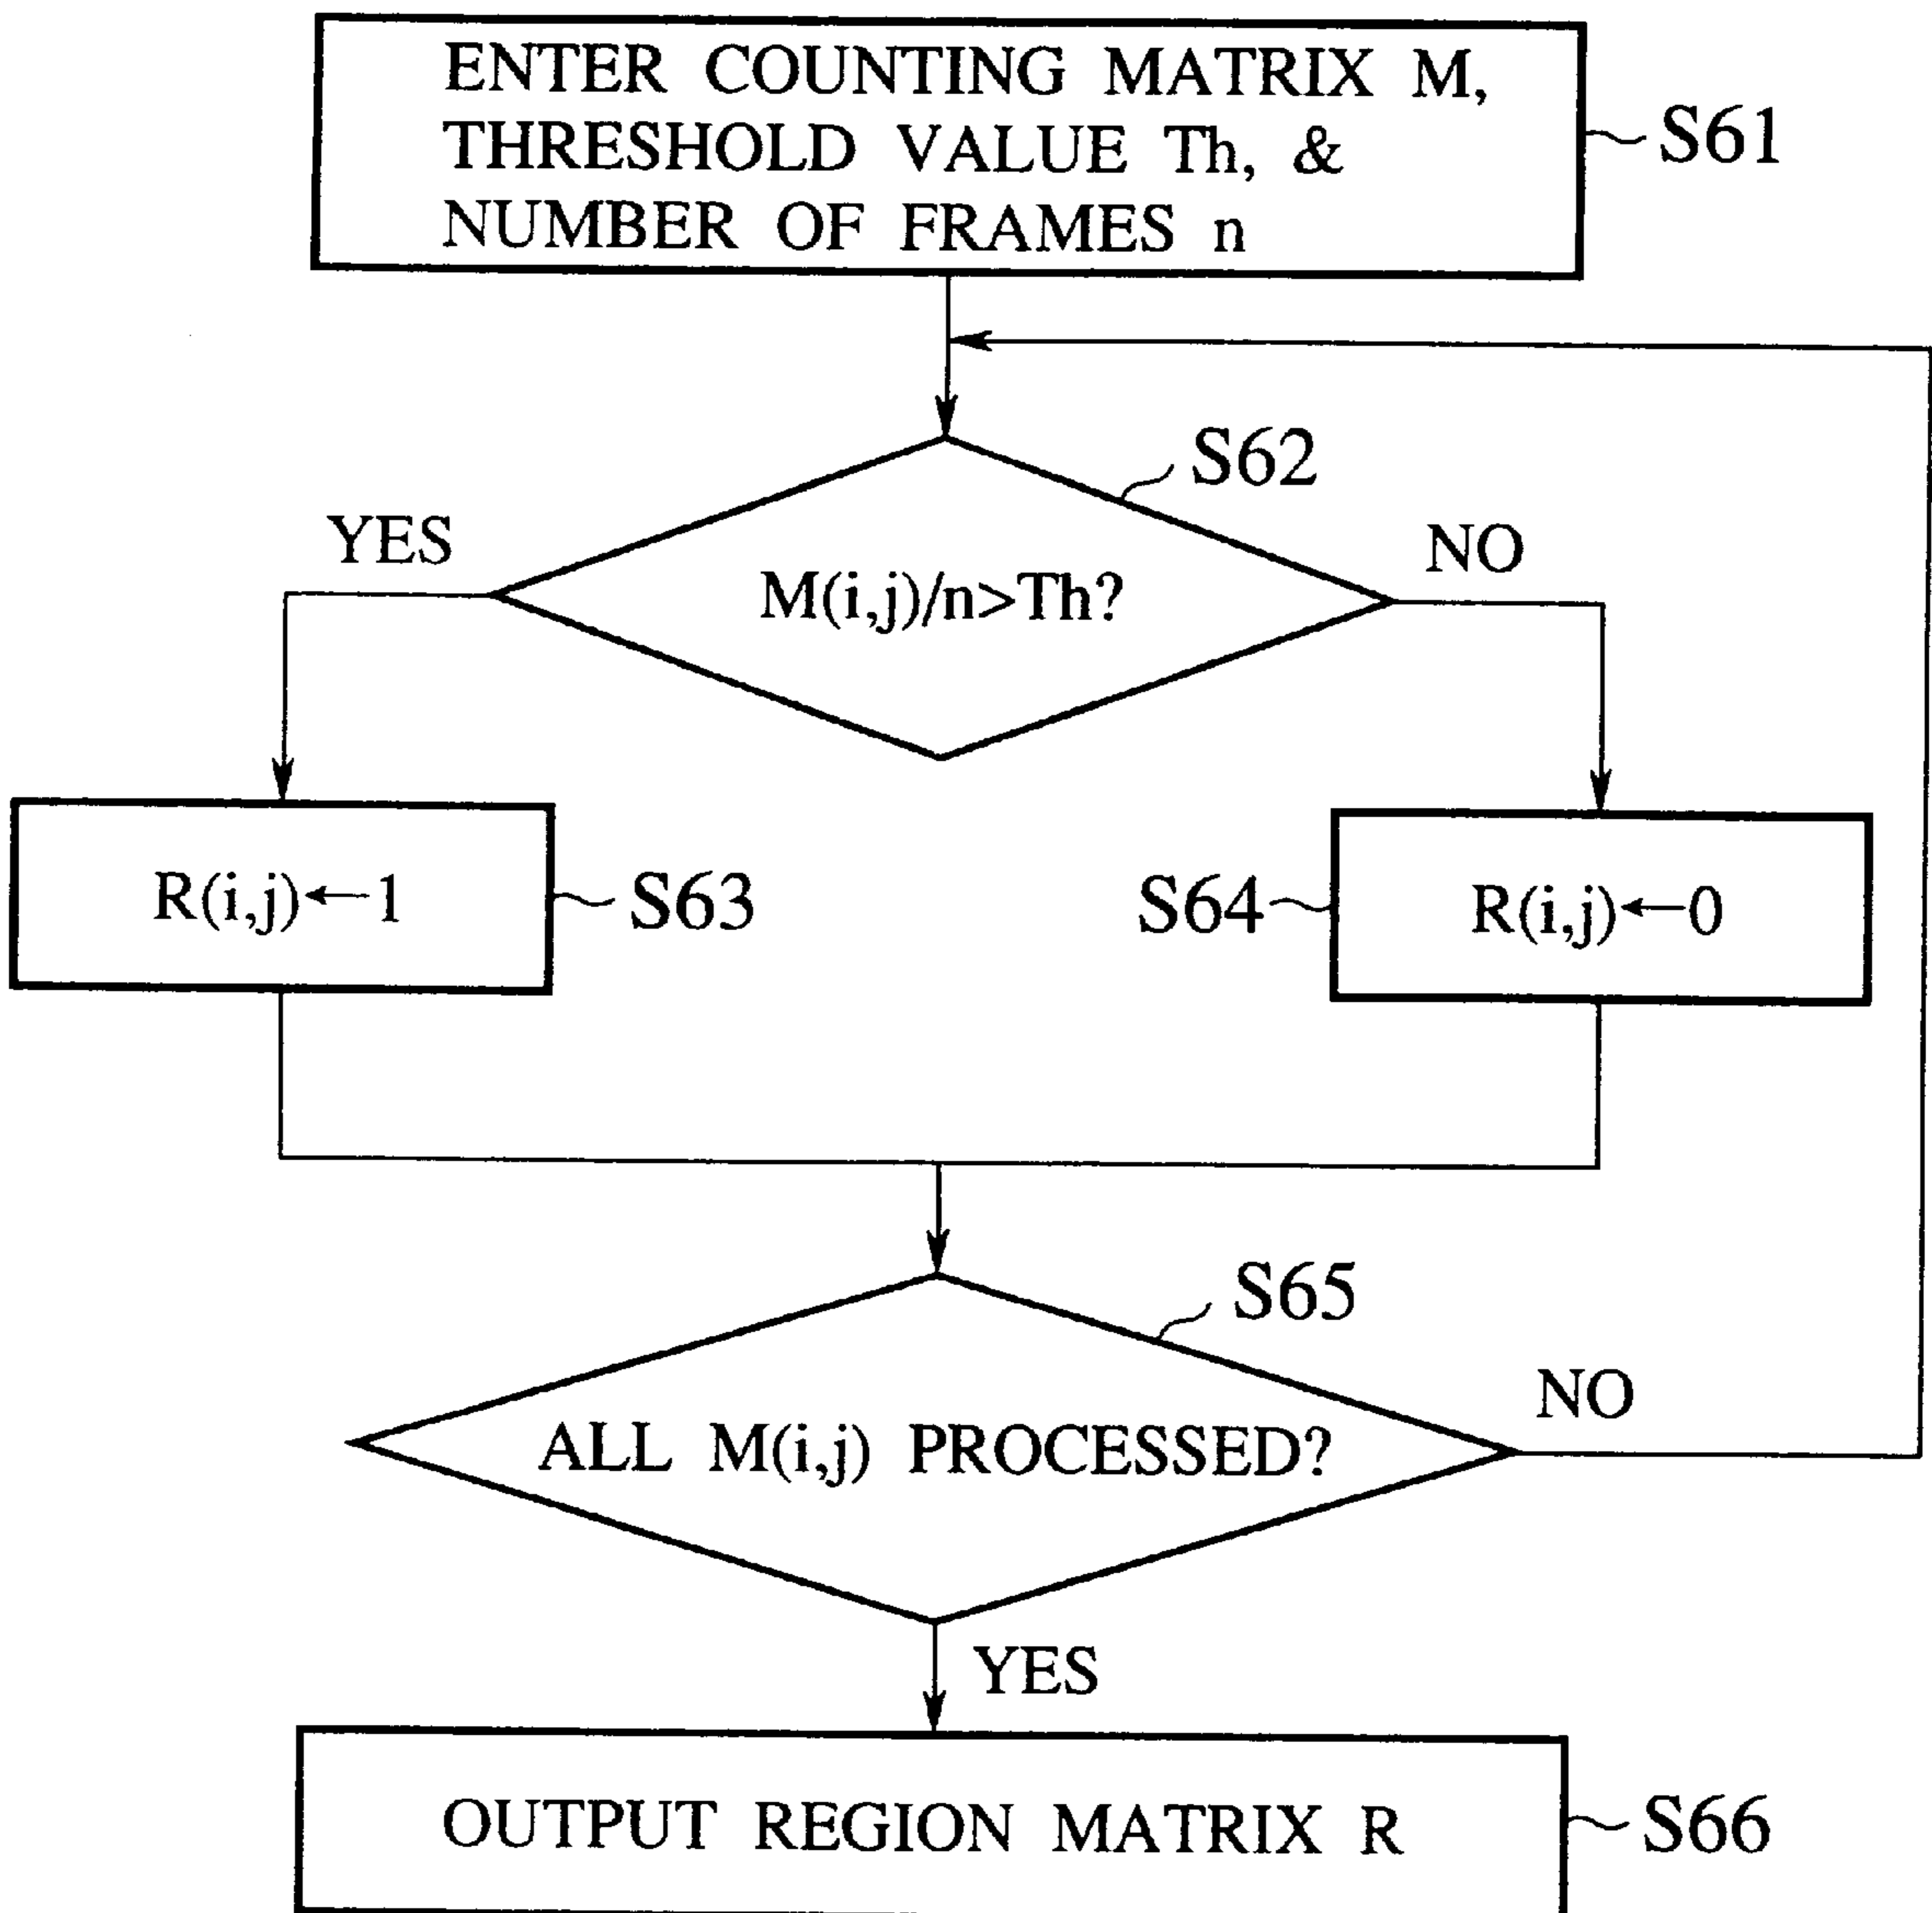 ENTER COUNTING MATRIX M,
THRESHOLD VALUE Th, &
NUMBER OF FRAMES n
S61
S62
YES
NO
M(i,j)/n>Th?
R(i,j)←1
S63
S64
R(i,j)←0
S65
NO
ALL M(i,j) PROCESSED?
YES
OUTPUT REGION MATRIX R
S66